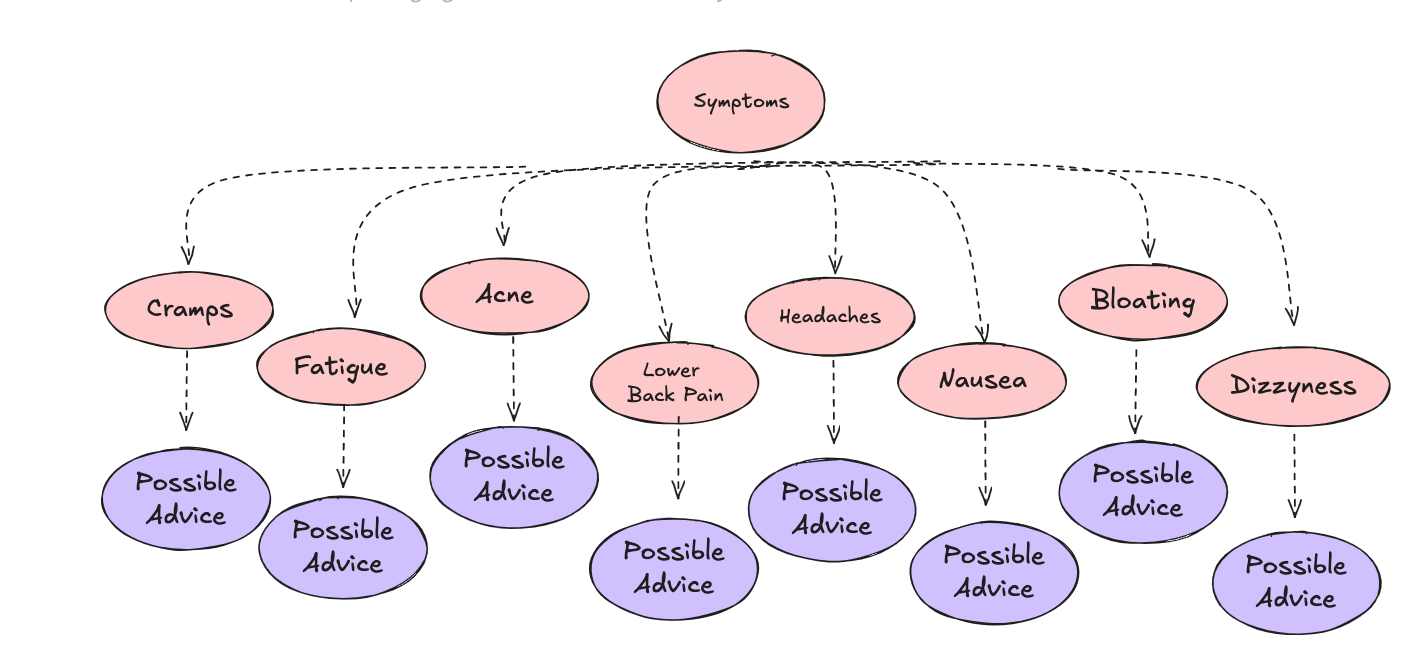 Symptoms
Cramps
Fatigue
Acne
Lower
Back Pain
Headaches
Nausea
Bloating
Dizzyness
Possible
Advice
Possible
Advice
Possible
Advice
Possible
Advice
Possible
Advice
Possible
Advice
Possible
Advice
Possible
Advice